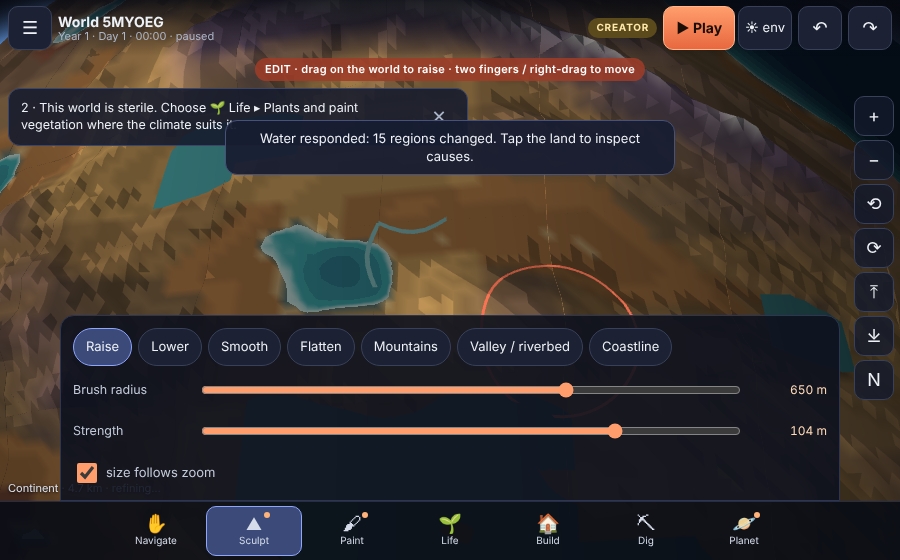 World 5MYOEG
Year 1 · Day 1 · 00:00 · paused
CREATOR
▶ Play
☀ env
EDIT · drag on the world to raise · two fingers / right-drag to move
2 · This world is sterile. Choose 🌱 Life ▸ Plants and paint
vegetation where the climate suits
Water responded: 15 regions changed. Tap the land to inspect
causes.
N
Raise
Lower
Smooth
Flatten
Mountains
Valley / riverbed
Coastline
Brush radius
650 m
Strength
104 m
size follows zoom
Continent
Navigate
Sculpt
Paint
Life
Build
Dig
Planet